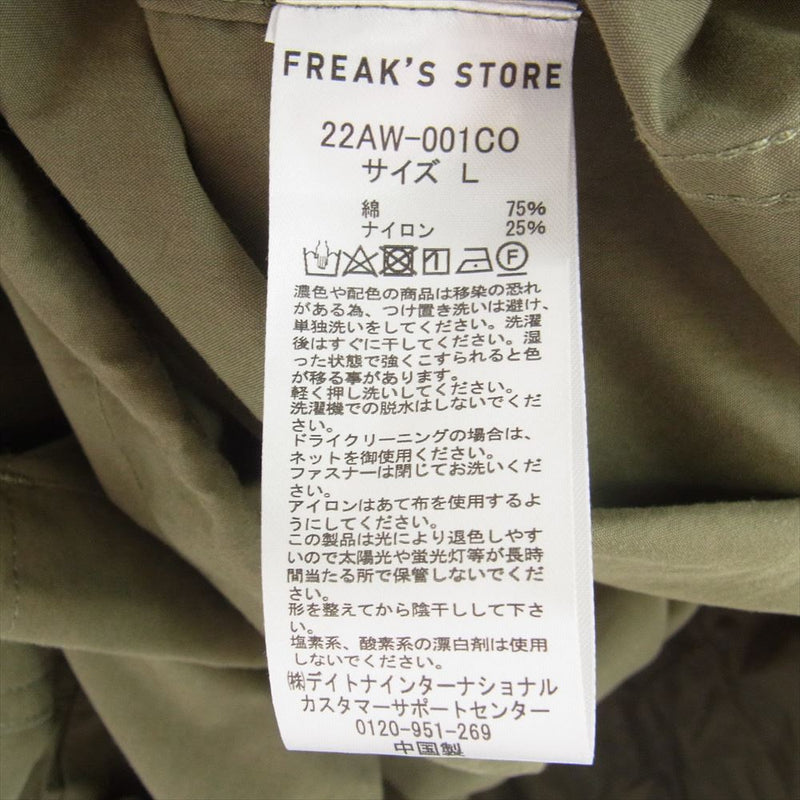 FREAK'S STORE
22AW-001CO
サイズ L
綿 75%
ナイロン 25%
F
濃色や配色の商品は移染の恐れ
がある為、つけ置き洗いは避け、
単独洗いをしてください。洗濯
後はすぐに干してください。湿
った状態で強くこすられると色
が移る事があります。
軽く押し洗いしてください。
洗濯機での脱水はしないでくだ
さい。
ドライクリーニングの場合は、
ネットを御使用ください。
ファスナーは閉じてお洗いくだ
さい。
アイロンはあて布を使用するよ
うにしてください。
この製品は光により退色しやす
いので太陽光や蛍光灯等が長時
間当たる所で保管しないでくだ
さい。
形を整えてから陰干しして下さ
い。
塩素系、酸素系の漂白剤は使用
しないでください。
㈱デイトナインターナショナル
カスタマーサポートセンター
0120-951-269
中国製